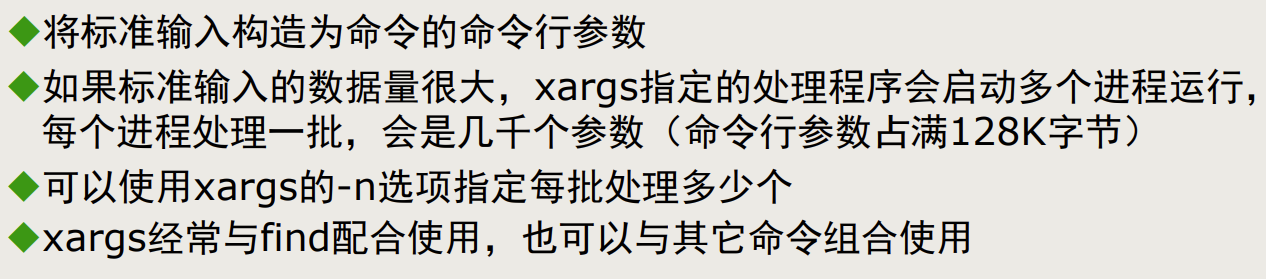 ◆将标准输入构造为命令的命令行参数
◆如果标准输入的数据量很大，xargs指定的处理程序会启动多个进程运行，
每个进程处理一批，会是几千个参数（命令行参数占满128K字节）
◆可以使用xargs的-n选项指定每批处理多少个
◆xargs经常与find配合使用，也可以与其它命令组合使用